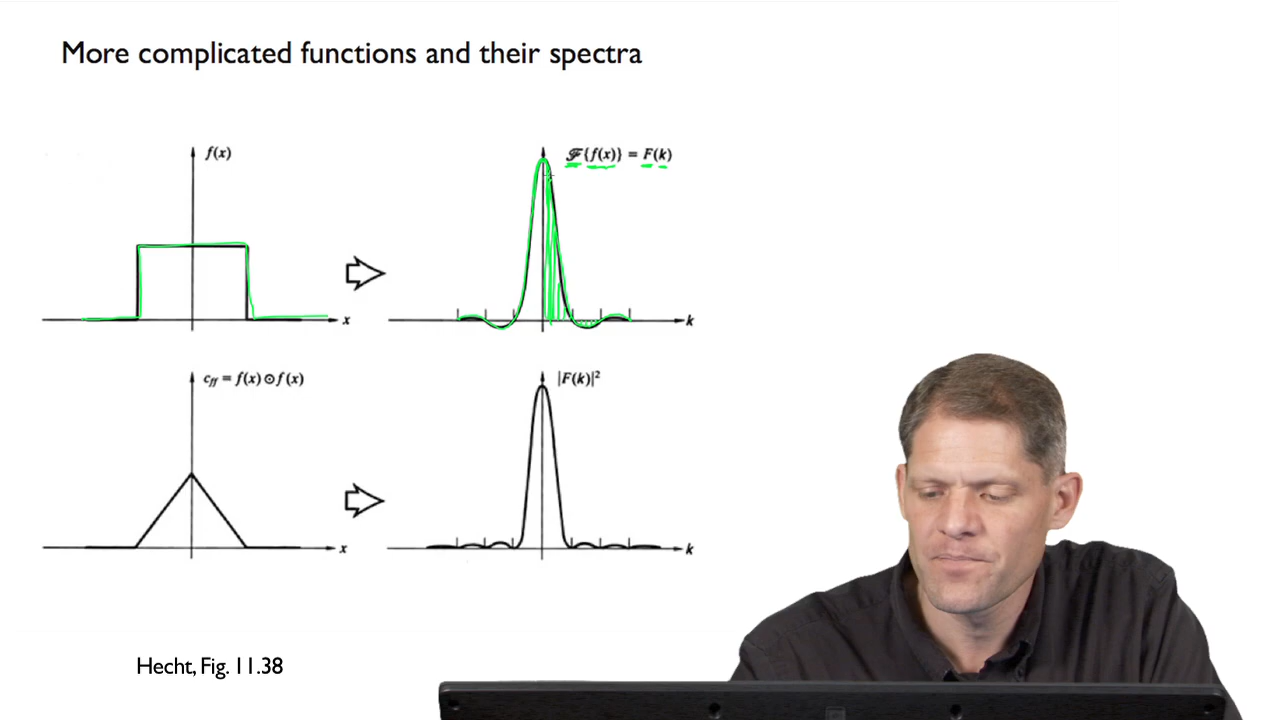 More complicated functions and their spectra
f(x)
ℱ{f(x)} = F(k)
x
k
c_ff = f(x)⊙f(x)
|F(k)|²
x
k
Hecht, Fig. 11.38